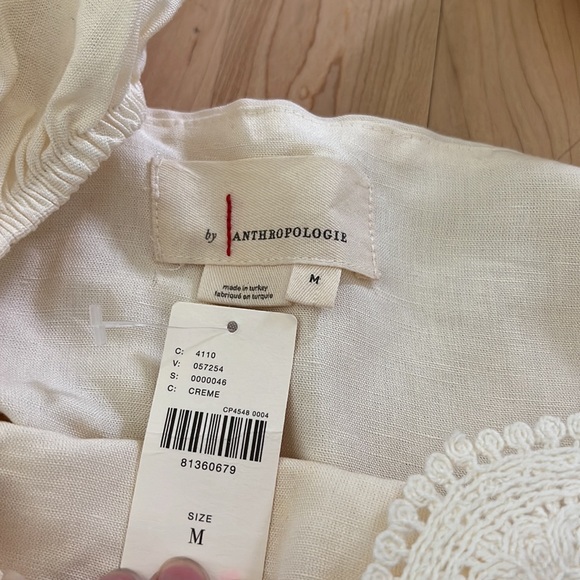 by ANTHROPOLOGIE
M
made in turkey
fabriqué en turquie
C: 4110
V: 057254
S: 0000046
C: CREME
CP4548 0004
81360679
SIZE
M